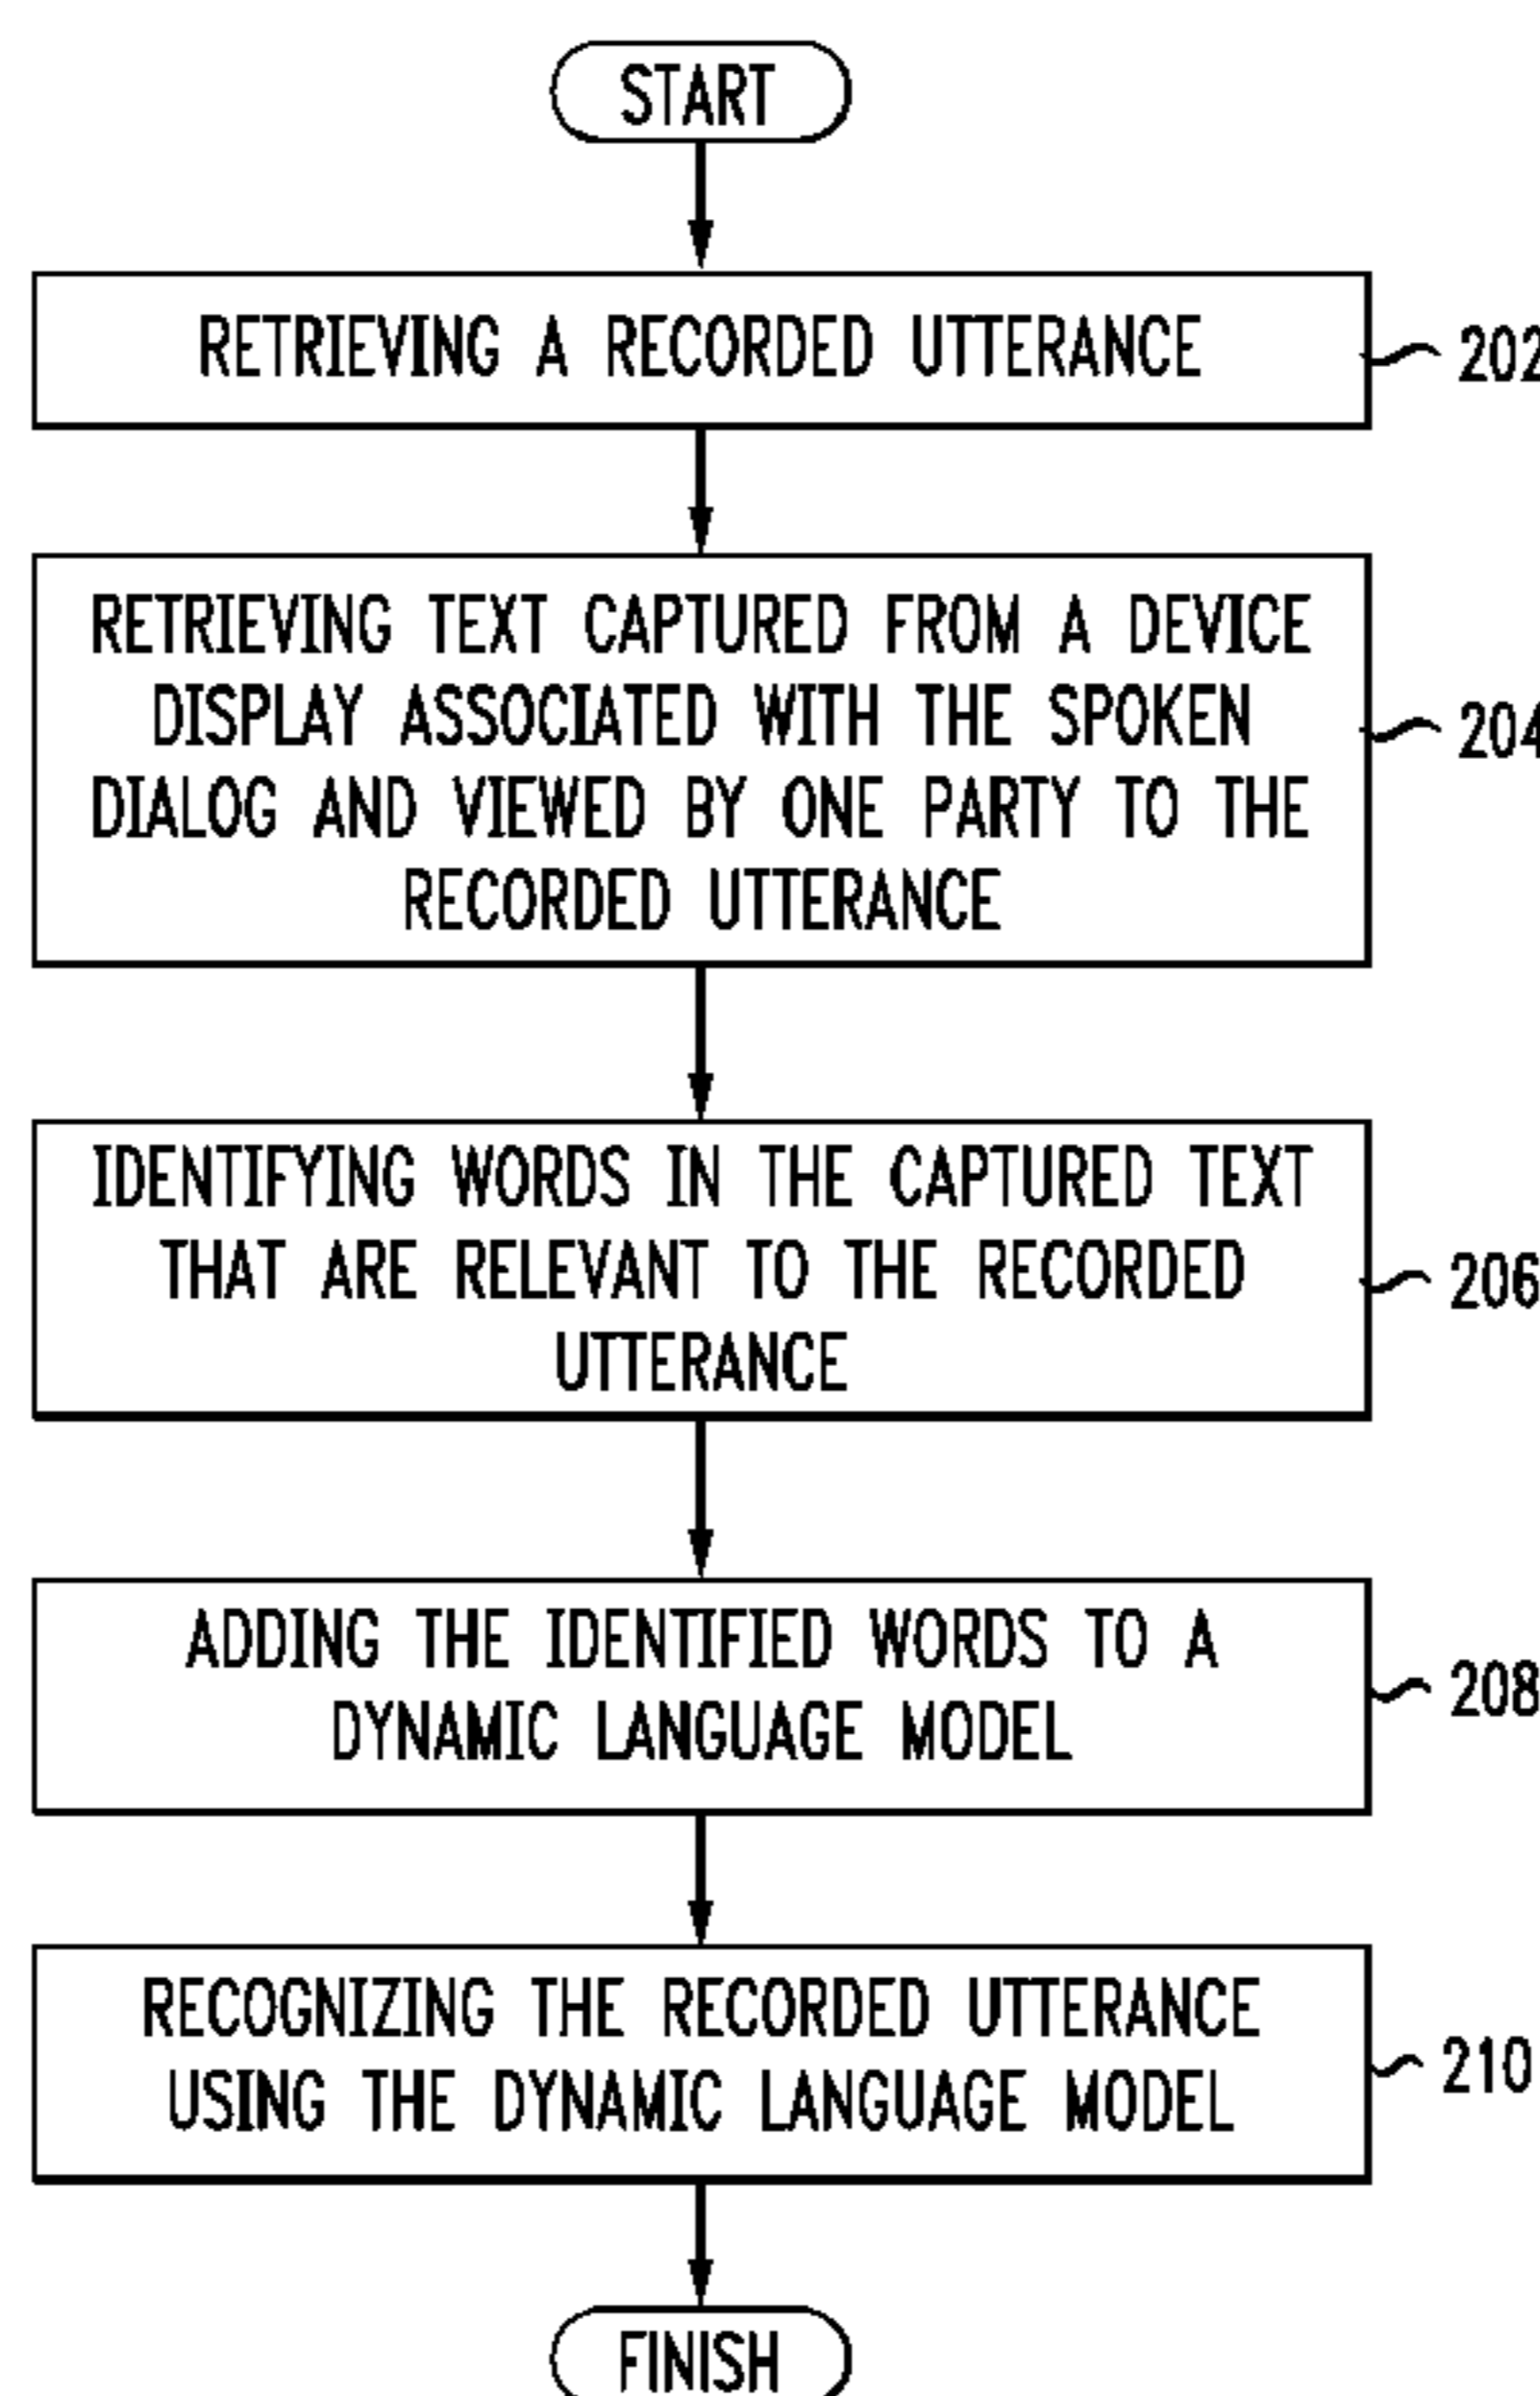 START
RETRIEVING A RECORDED UTTERANCE
202
RETRIEVING TEXT CAPTURED FROM A DEVICE
DISPLAY ASSOCIATED WITH THE SPOKEN
DIALOG AND VIEWED BY ONE PARTY TO THE
RECORDED UTTERANCE
204
IDENTIFYING WORDS IN THE CAPTURED TEXT
THAT ARE RELEVANT TO THE RECORDED
UTTERANCE
206
ADDING THE IDENTIFIED WORDS TO A
DYNAMIC LANGUAGE MODEL
208
RECOGNIZING THE RECORDED UTTERANCE
USING THE DYNAMIC LANGUAGE MODEL
210
FINISH